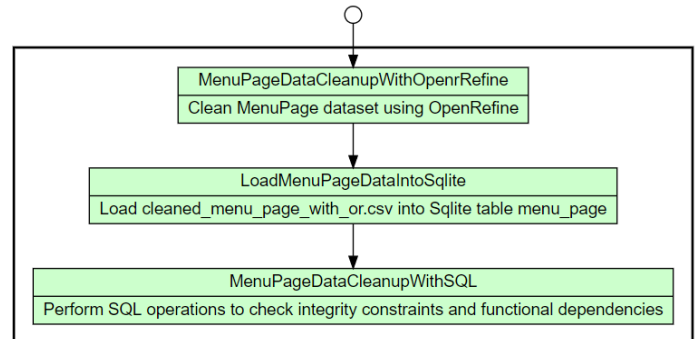 MenuPageDataCleanupWithOpenrRefine
Clean MenuPage dataset using OpenRefine
LoadMenuPageDataIntoSqlite
Load cleaned_menu_page_with_or.csv into Sqlite table menu_page
MenuPageDataCleanupWithSQL
Perform SQL operations to check integrity constraints and functional dependencies